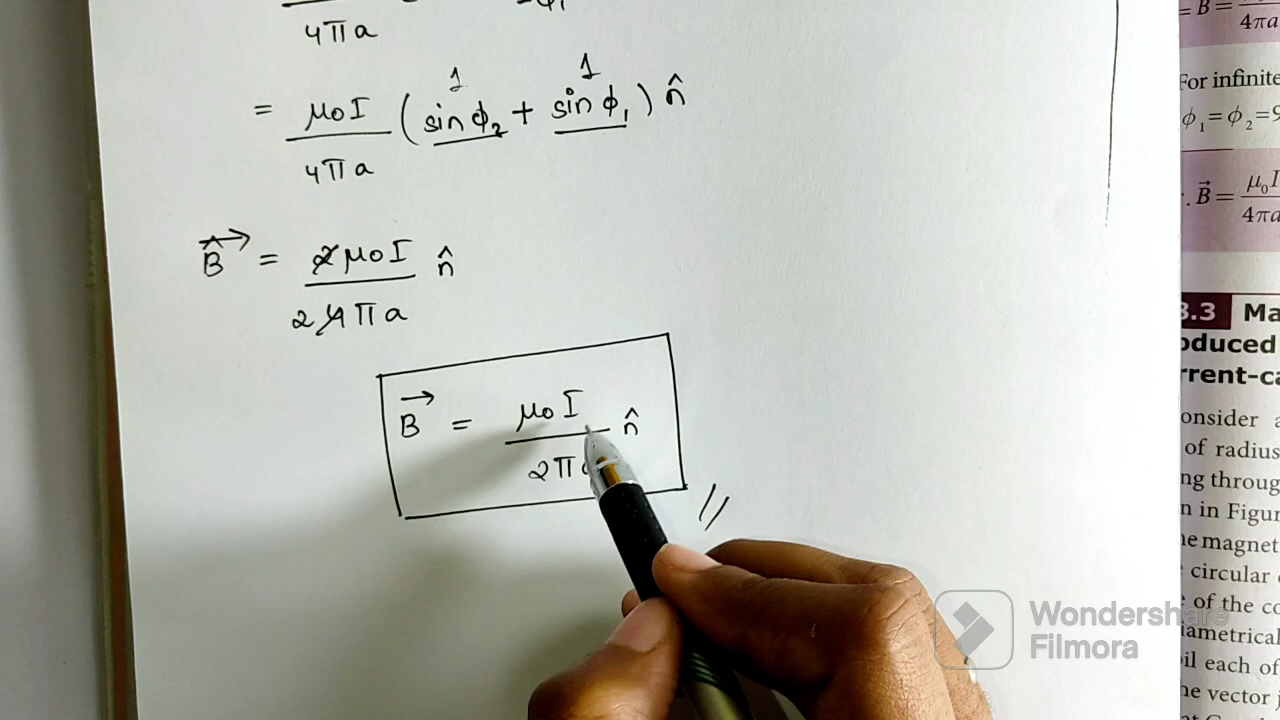 4πa
= μ₀I (sin ϕ₂ + sin ϕ₁) n̂
1 1
4πa
B⃗ = 2μ₀I n̂
2 4πa
B⃗ = μ₀I n̂
2π
= B =
4πa
For infinite
ϕ₁ = ϕ₂ = 9
B⃗ = μ₀I
4πa
3.3 Ma
oduced
rrent-ca
onsider a
of radius
ng throug
n in Figur
he magnet
circular
of the co
iametrical
il each of
he vector
Wondershare
Filmora